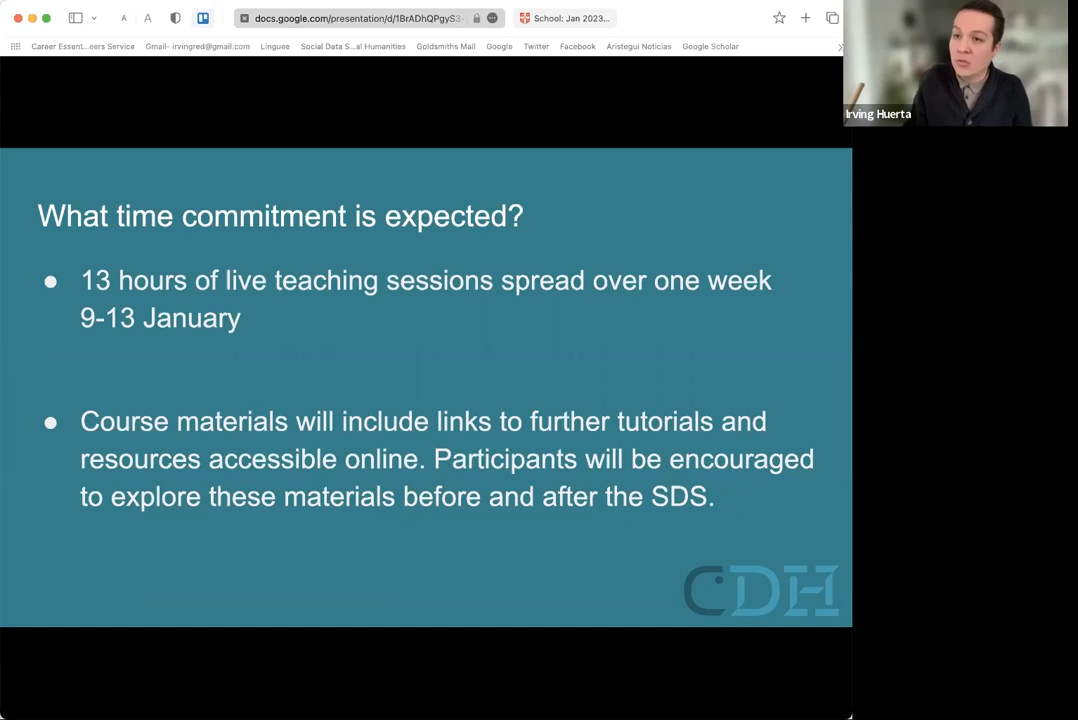 A A docs.google.com/presentation/d/1BrADhQPgyS3- School: Jan 2023...
Career Essent...eers Service Gmail- irvingred@gmail.com Linguee Social Data S...al Humanities Goldsmiths Mail Google Twitter Facebook Aristegui Noticias Google Scholar
Irving Huerta
What time commitment is expected?
● 13 hours of live teaching sessions spread over one week
9-13 January
● Course materials will include links to further tutorials and
resources accessible online. Participants will be encouraged
to explore these materials before and after the SDS.
CDH